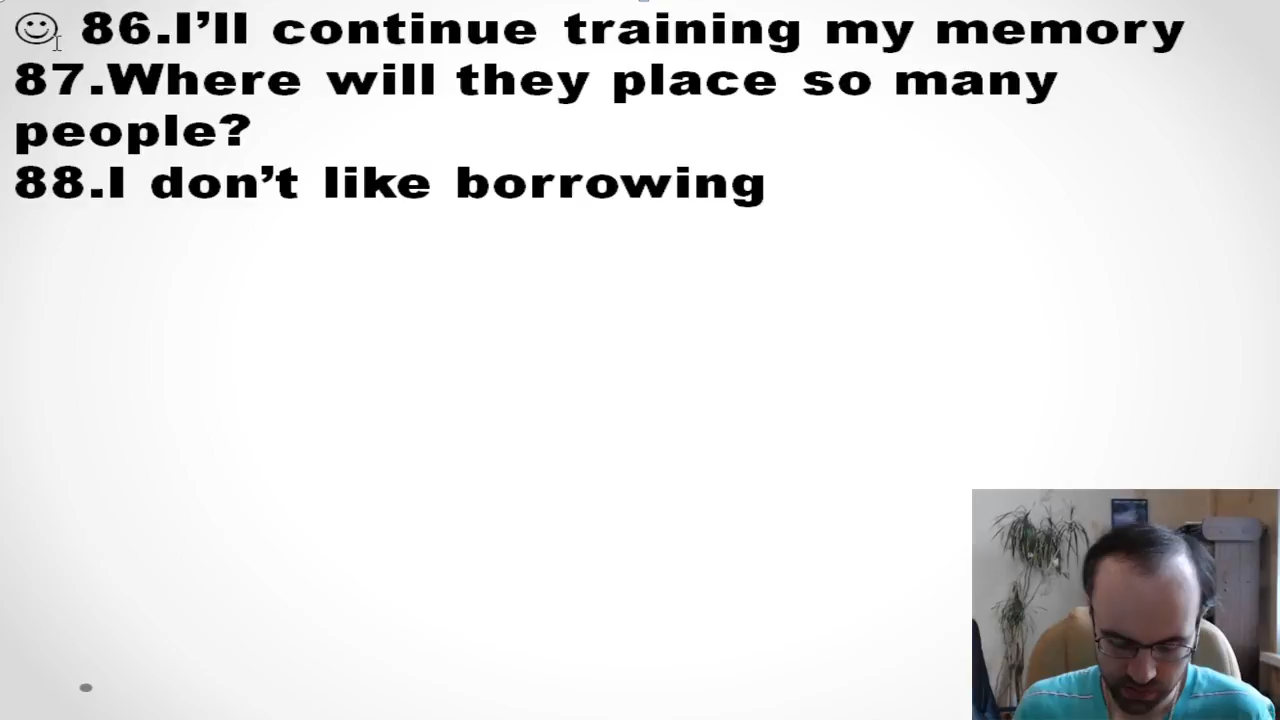 ☺ 86.I’ll continue training my memory
87.Where will they place so many
people?
88.I don’t like borrowing